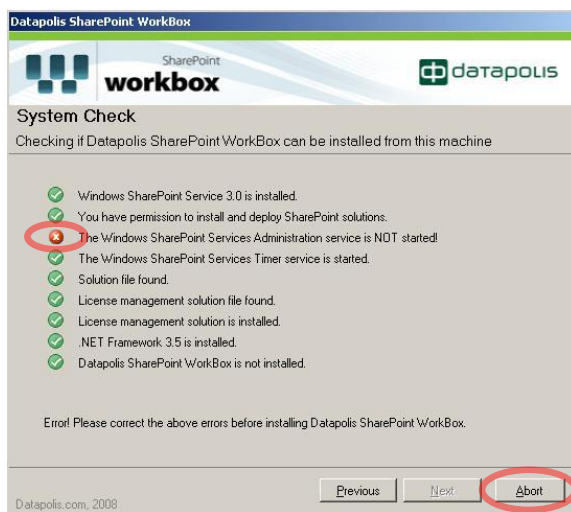 Datapolis SharePoint WorkBox
SharePoint
workbox
datapolis
System Check
Checking if Datapolis SharePoint WorkBox can be installed from this machine
Windows SharePoint Service 3.0 is installed.
You have permission to install and deploy SharePoint solutions.
The Windows SharePoint Services Administration service is NOT started!
The Windows SharePoint Services Timer service is started.
Solution file found.
License management solution file found.
License management solution is installed.
.NET Framework 3.5 is installed.
Datapolis SharePoint WorkBox is not installed.
Error! Please correct the above errors before installing Datapolis SharePoint WorkBox.
Previous Next Abort
Datapolis.com, 2008